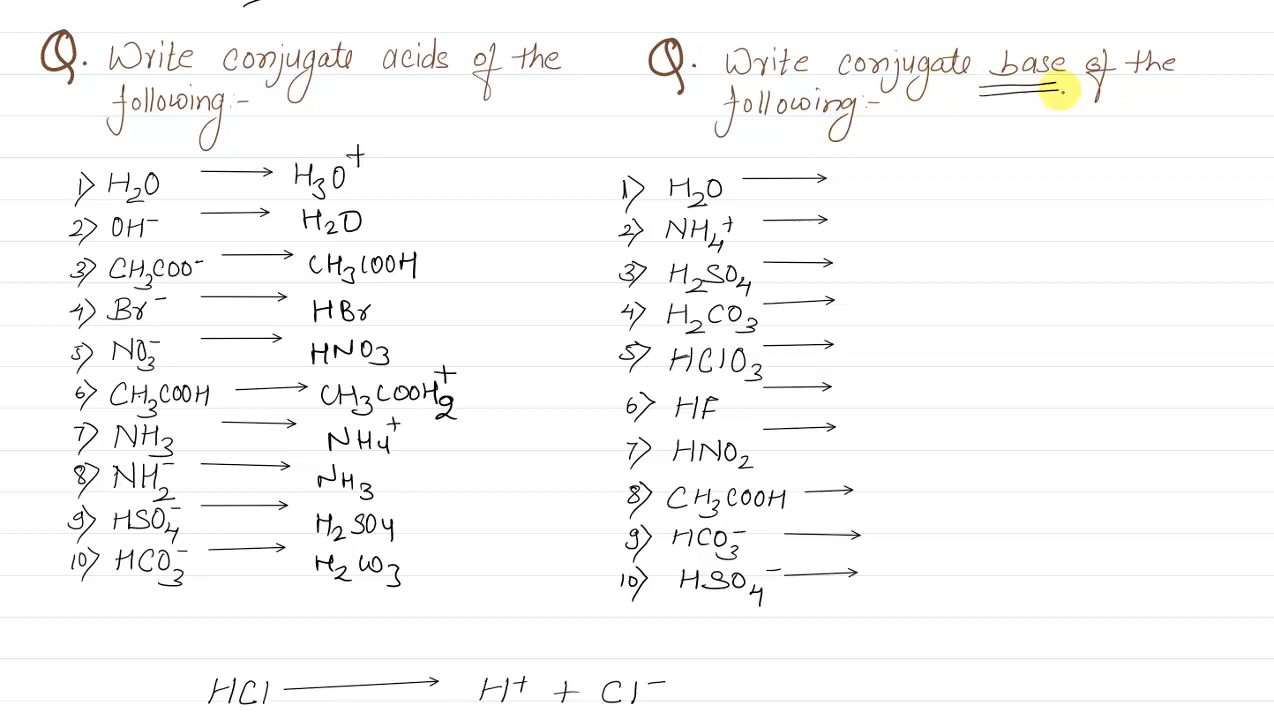 Q. Write conjugate acids of the
following:-
1) H₂O ⟶ H₃O⁺
2) OH⁻ ⟶ H₂O
3) CH₃COO⁻ ⟶ CH₃COOH
4) Br⁻ ⟶ HBr
5) NO₃⁻ ⟶ HNO₃
6) CH₃COOH ⟶ CH₃COOH₂⁺
7) NH₃ ⟶ NH₄⁺
8) NH₂⁻ ⟶ NH₃
9) HSO₄⁻ ⟶ H₂SO₄
10) HCO₃⁻ ⟶ H₂CO₃
Q. Write conjugate base of the
following:-
1) H₂O ⟶
2) NH₄⁺ ⟶
3) H₂SO₄ ⟶
4) H₂CO₃ ⟶
5) HClO₃ ⟶
6) HF ⟶
7) HNO₂ ⟶
8) CH₃COOH ⟶
9) HCO₃⁻ ⟶
10) HSO₄⁻ ⟶
HCl ⟶ H⁺ + Cl⁻